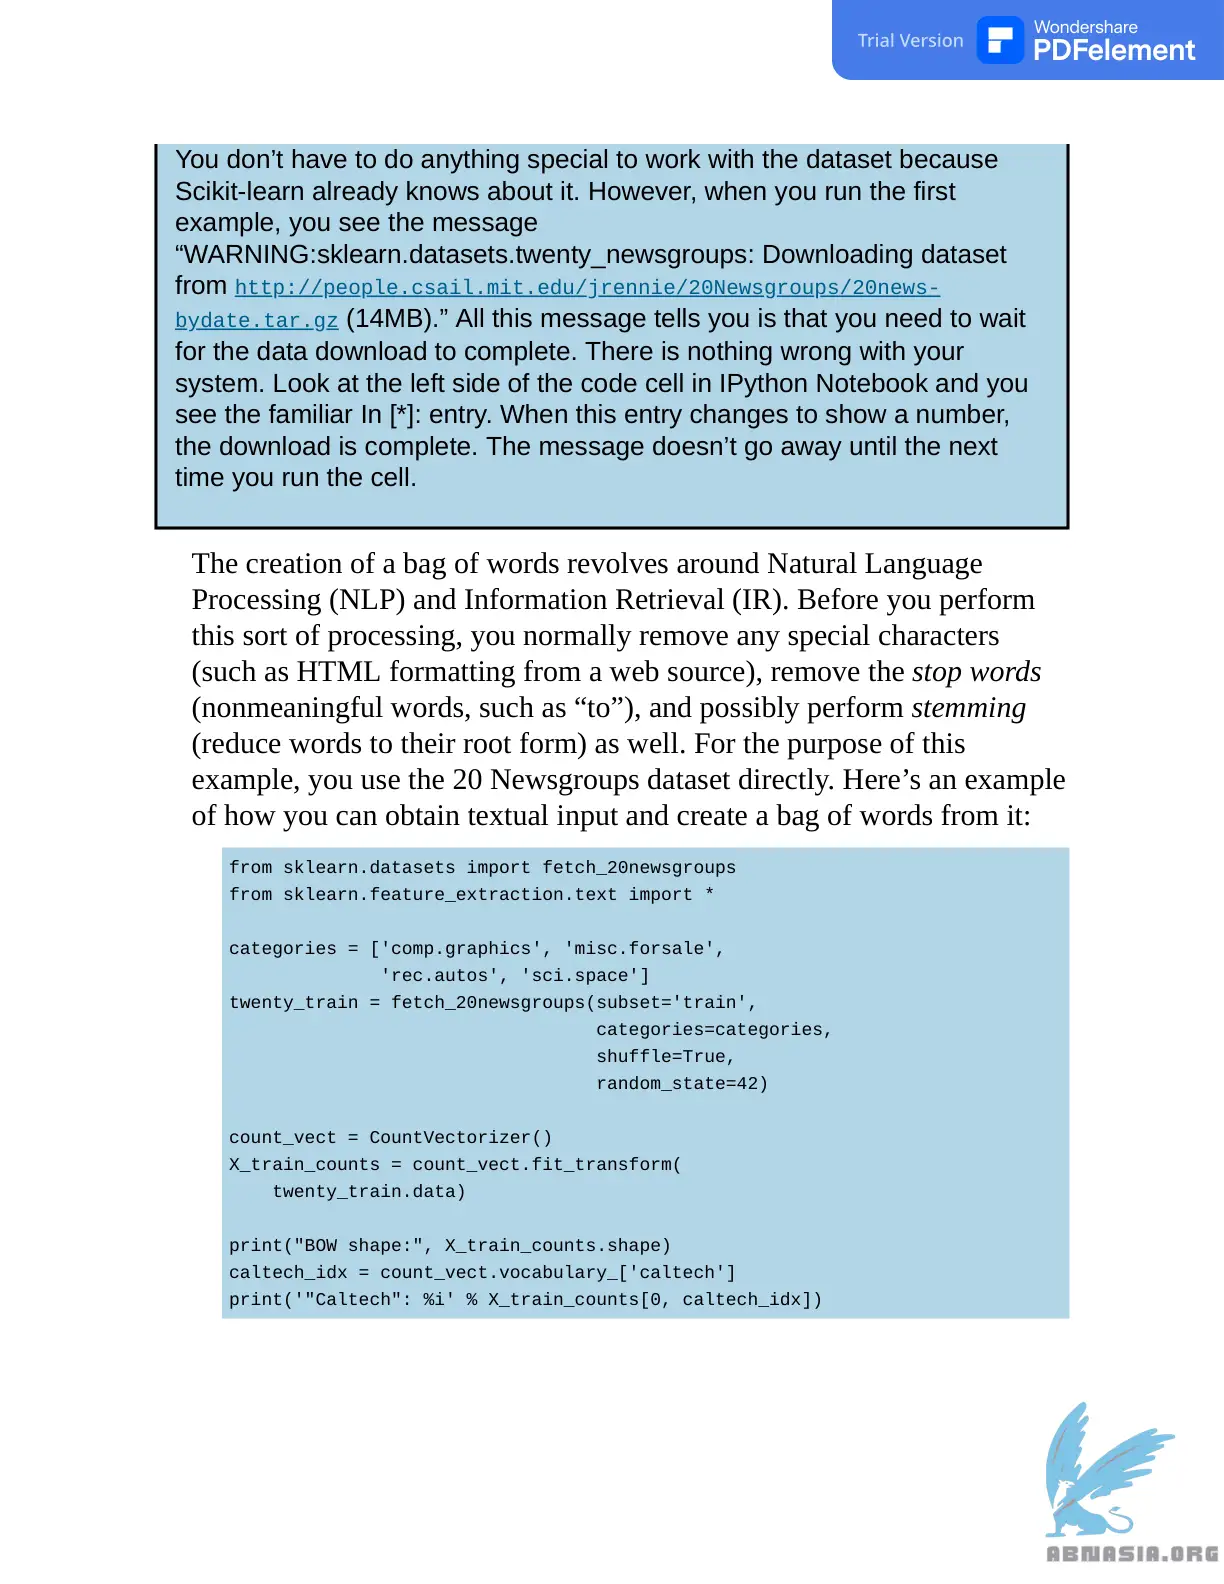 Trial Version
Wondershare
PDFelement
You don’t have to do anything special to work with the dataset because
Scikit-learn already knows about it. However, when you run the first
example, you see the message
“WARNING:sklearn.datasets.twenty_newsgroups: Downloading dataset
from http://people.csail.mit.edu/jrennie/20Newsgroups/20news-
bydate.tar.gz (14MB).” All this message tells you is that you need to wait
for the data download to complete. There is nothing wrong with your
system. Look at the left side of the code cell in IPython Notebook and you
see the familiar In [*]: entry. When this entry changes to show a number,
the download is complete. The message doesn’t go away until the next
time you run the cell.
The creation of a bag of words revolves around Natural Language
Processing (NLP) and Information Retrieval (IR). Before you perform
this sort of processing, you normally remove any special characters
(such as HTML formatting from a web source), remove the stop words
(nonmeaningful words, such as “to”), and possibly perform stemming
(reduce words to their root form) as well. For the purpose of this
example, you use the 20 Newsgroups dataset directly. Here’s an example
of how you can obtain textual input and create a bag of words from it:
from sklearn.datasets import fetch_20newsgroups
from sklearn.feature_extraction.text import *
categories = ['comp.graphics', 'misc.forsale',
              'rec.autos', 'sci.space']
twenty_train = fetch_20newsgroups(subset='train',
                                  categories=categories,
                                  shuffle=True,
                                  random_state=42)
count_vect = CountVectorizer()
X_train_counts = count_vect.fit_transform(
    twenty_train.data)
print("BOW shape:", X_train_counts.shape)
caltech_idx = count_vect.vocabulary_['caltech']
print('"Caltech": %i' % X_train_counts[0, caltech_idx])
ABNASIA.ORG